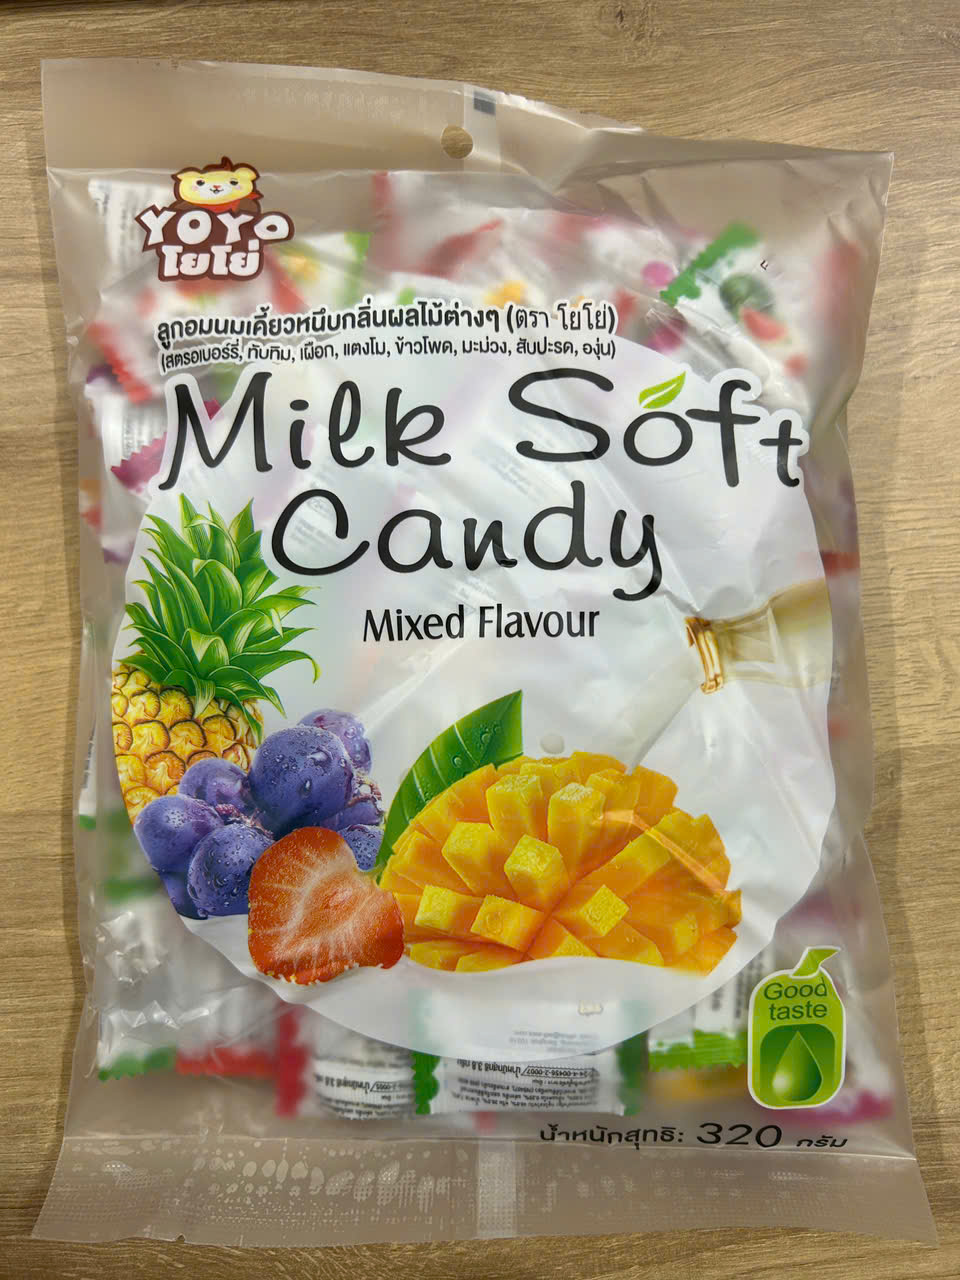 YOYO
โยโย่
ลูกอมนมเคี้ยวหนึบกลิ่นผลไม้ต่างๆ (ตรา โยโย่)
(สตรอเบอร์รี่, ทับทิม, เผือก, แตงโม, ข้าวโพด, มะม่วง, สับปะรด, องุ่น)
Milk Soft
Candy
Mixed Flavour
Good
taste
น้ำหนักสุทธิ: 320 กรัม